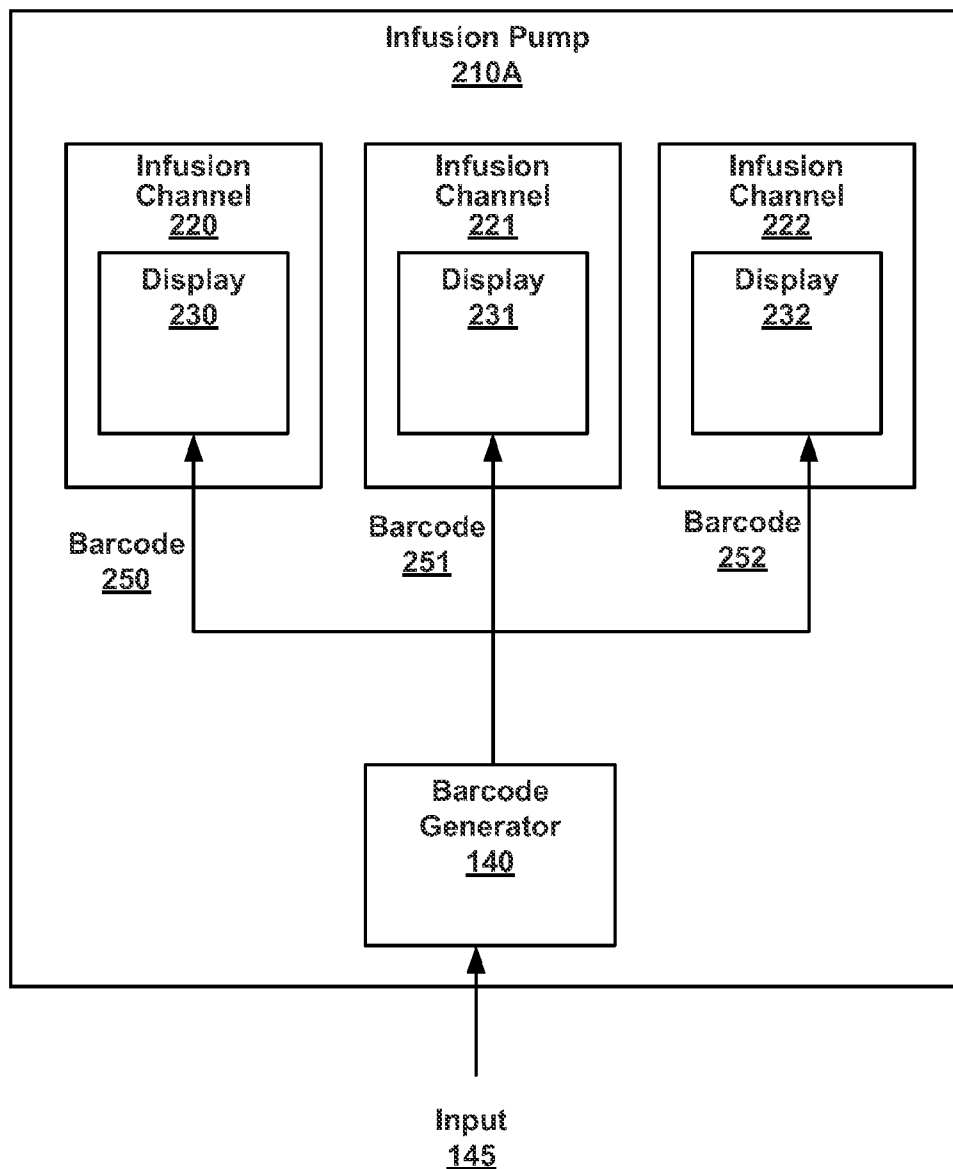 Infusion Pump
210A
Infusion
Channel
220
Display
230
Infusion
Channel
221
Display
231
Infusion
Channel
222
Display
232
Barcode
250
Barcode
251
Barcode
252
Barcode
Generator
140
Input
145